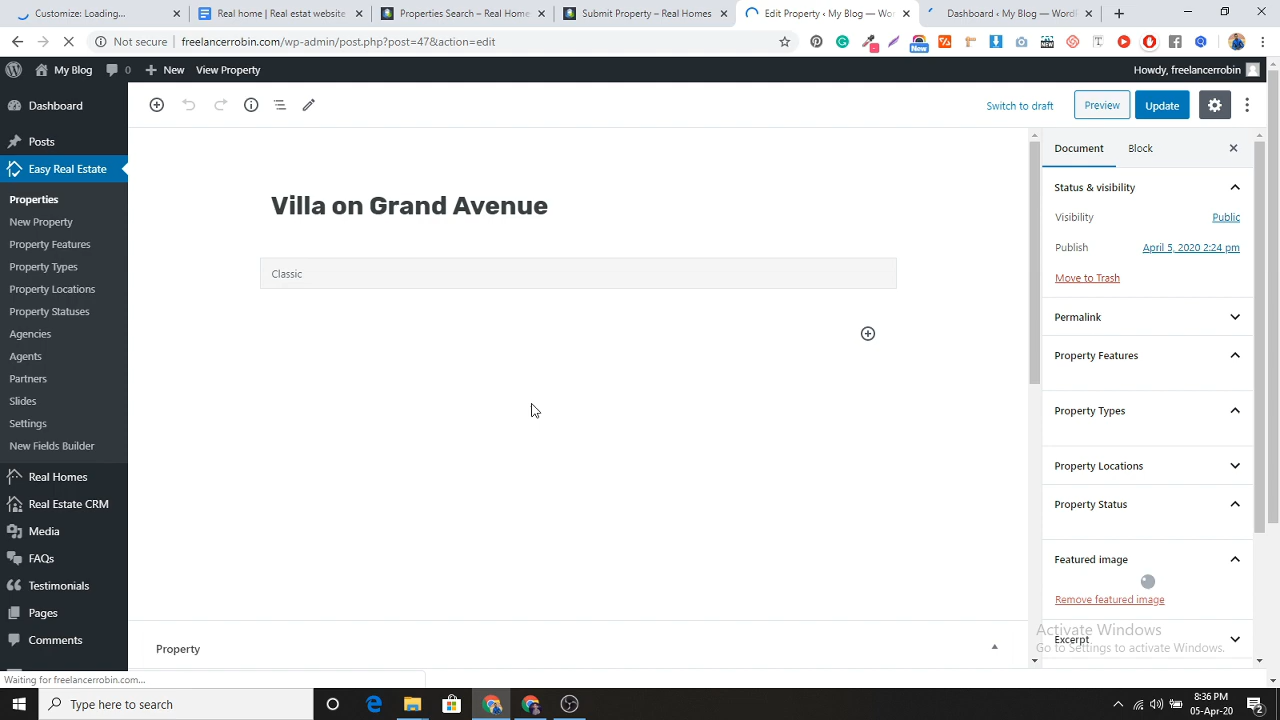 Customize: Loading...
Real home | Real estat website
Properties Search – Real Home
Submit Property – Real Homes
Edit Property ‹ My Blog — Wor
Dashboard ‹ My Blog — WordP
Not secure | freelancerrobin.com/wp-admin/post.php?post=47&action=edit
New
NEW
My Blog 0 New View Property
Howdy, freelancerrobin
Dashboard
Posts
Easy Real Estate
Properties
New Property
Property Features
Property Types
Property Locations
Property Statuses
Agencies
Agents
Partners
Slides
Settings
New Fields Builder
Real Homes
Real Estate CRM
Media
FAQs
Testimonials
Pages
Comments
Switch to draft Preview Update
Villa on Grand Avenue
Classic
Property
Document Block
Status & visibility
Visibility Public
Publish April 5, 2020 2:24 pm
Move to Trash
Permalink
Property Features
Property Types
Property Locations
Property Status
Featured image
Remove featured image
Excerpt
Activate Windows
Go to Settings to activate Windows.
Waiting for freelancerrobin.com...
Type here to search
8:36 PM
05-Apr-20
2